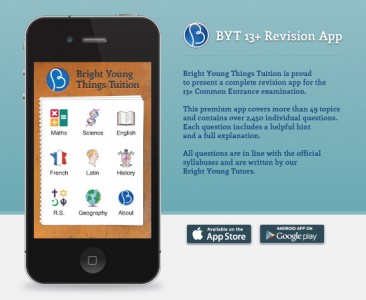 BYT 13+ Revision App
Bright Young
Things Tuition
Maths
Science
English
French
Latin
History
R.S.
Geography
About
Bright Young Things Tuition is proud
to present a complete revision app for the
13+ Common Entrance examination.
This premium app covers more than 49 topics
and contains over 2,450 individual questions.
Each question includes a helpful hint
and a full explanation.
All questions are in line with the official
syllabuses and are written by our
Bright Young Tutors.
Available on the
App Store
ANDROID APP ON
Google play